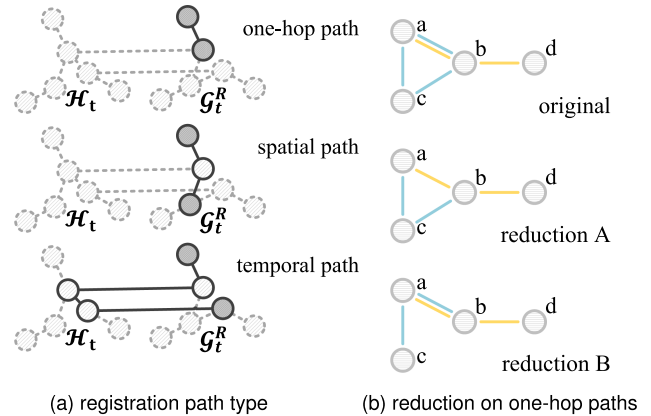 one-hop path
𝓗ₜ
𝓖ₜᴿ
spatial path
𝓗ₜ
𝓖ₜᴿ
temporal path
𝓗ₜ
𝓖ₜᴿ
(a) registration path type
a
b
d
c
original
a
b
d
c
reduction A
a
b
d
c
reduction B
(b) reduction on one-hop paths